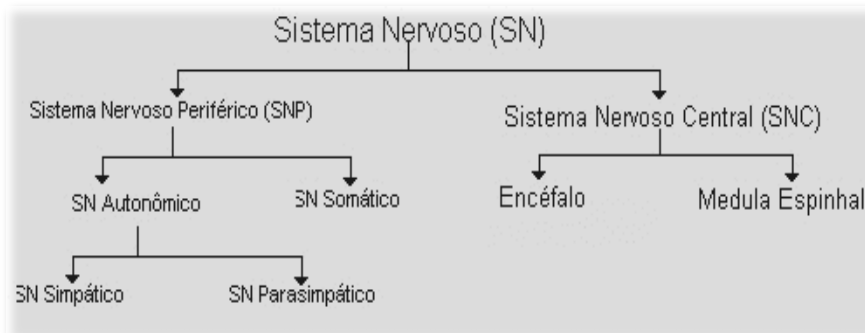 Sistema Nervoso (SN)
Sistema Nervoso Periférico (SNP)
Sistema Nervoso Central (SNC)
SN Autonômico
SN Somático
Encéfalo
Medula Espinhal
SN Simpático
SN Parasimpático